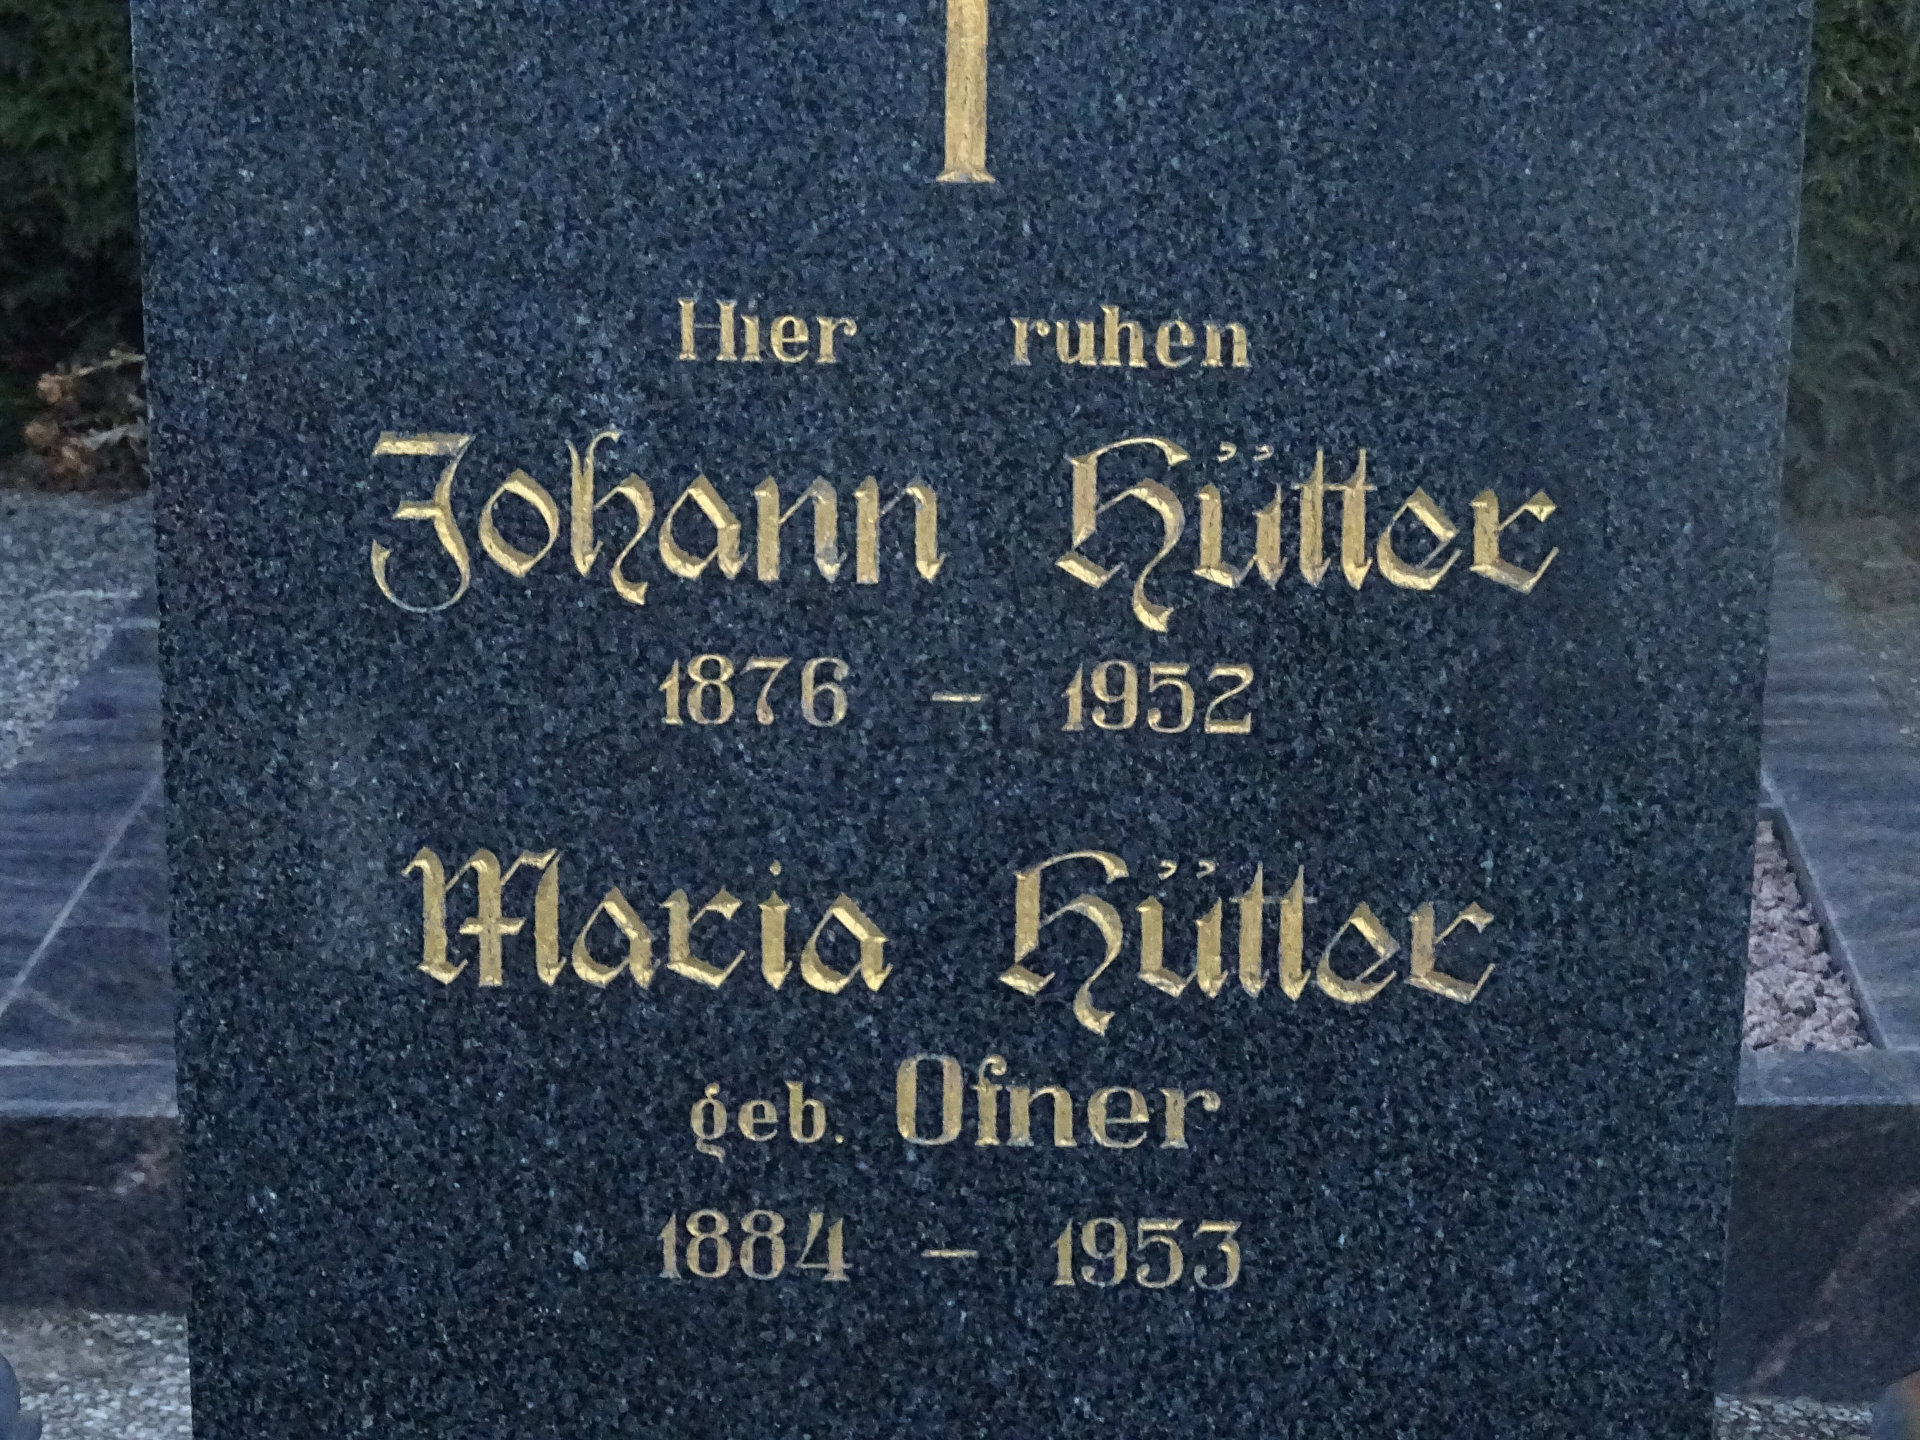 Hier ruhen
Johann Hütter
1876 – 1952
Maria Hütter
geb. Ofner
1884 – 1953